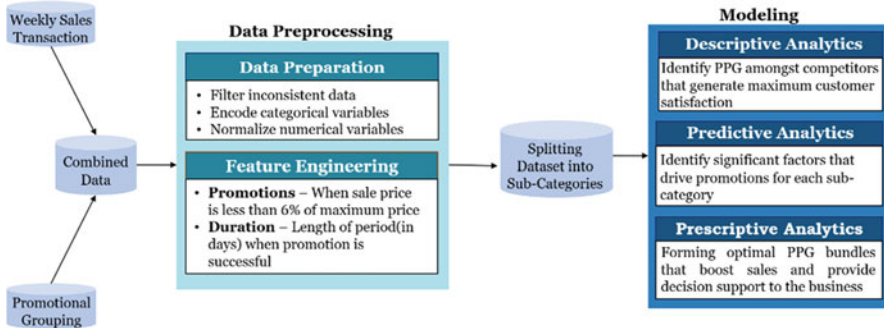 Weekly Sales
Transaction
Combined
Data
Promotional
Grouping
Data Preprocessing
Data Preparation
• Filter inconsistent data
• Encode categorical variables
• Normalize numerical variables
Feature Engineering
• Promotions – When sale price
is less than 6% of maximum price
• Duration – Length of period(in
days) when promotion is
successful
Splitting
Dataset into
Sub-Categories
Modeling
Descriptive Analytics
Identify PPG amongst competitors
that generate maximum customer
satisfaction
Predictive Analytics
Identify significant factors that
drive promotions for each sub-
category
Prescriptive Analytics
Forming optimal PPG bundles
that boost sales and provide
decision support to the business